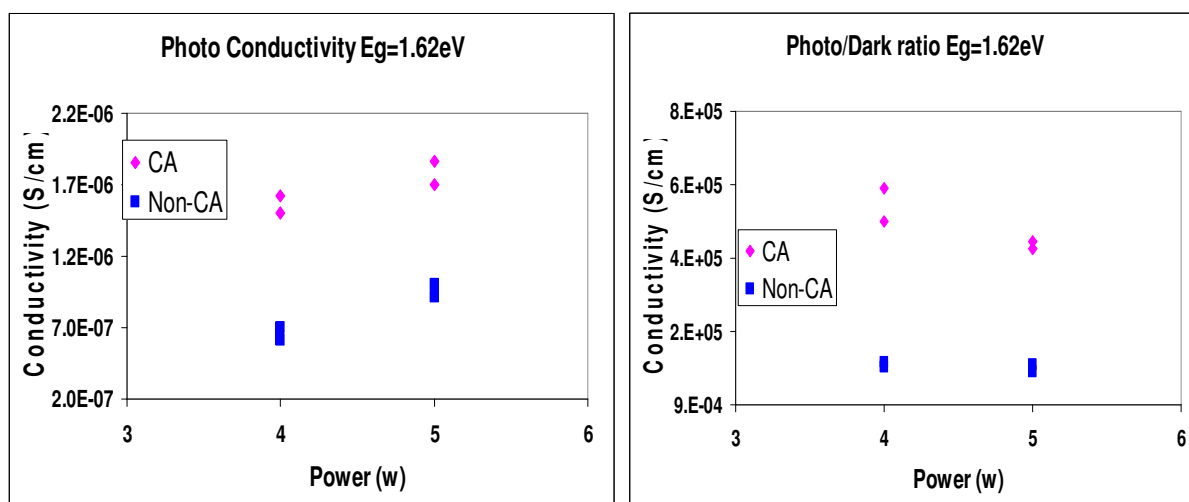 Photo Conductivity Eg=1.62eV
2.2E-06
1.7E-06
1.2E-06
7.0E-07
2.0E-07
Conductivity (S/cm)
CA
Non-CA
3 4 5 6
Power (w)
Photo/Dark ratio Eg=1.62eV
8.E+05
6.E+05
4.E+05
2.E+05
9.E-04
Conductivity (S/cm)
CA
Non-CA
3 4 5 6
Power (w)